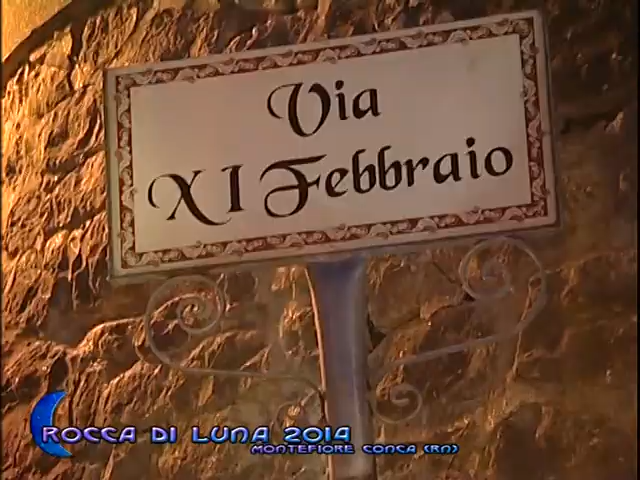 Via
XI Febbraio
ROCCA DI LUNA 2014
MONTEFIORE CONCA (RN)